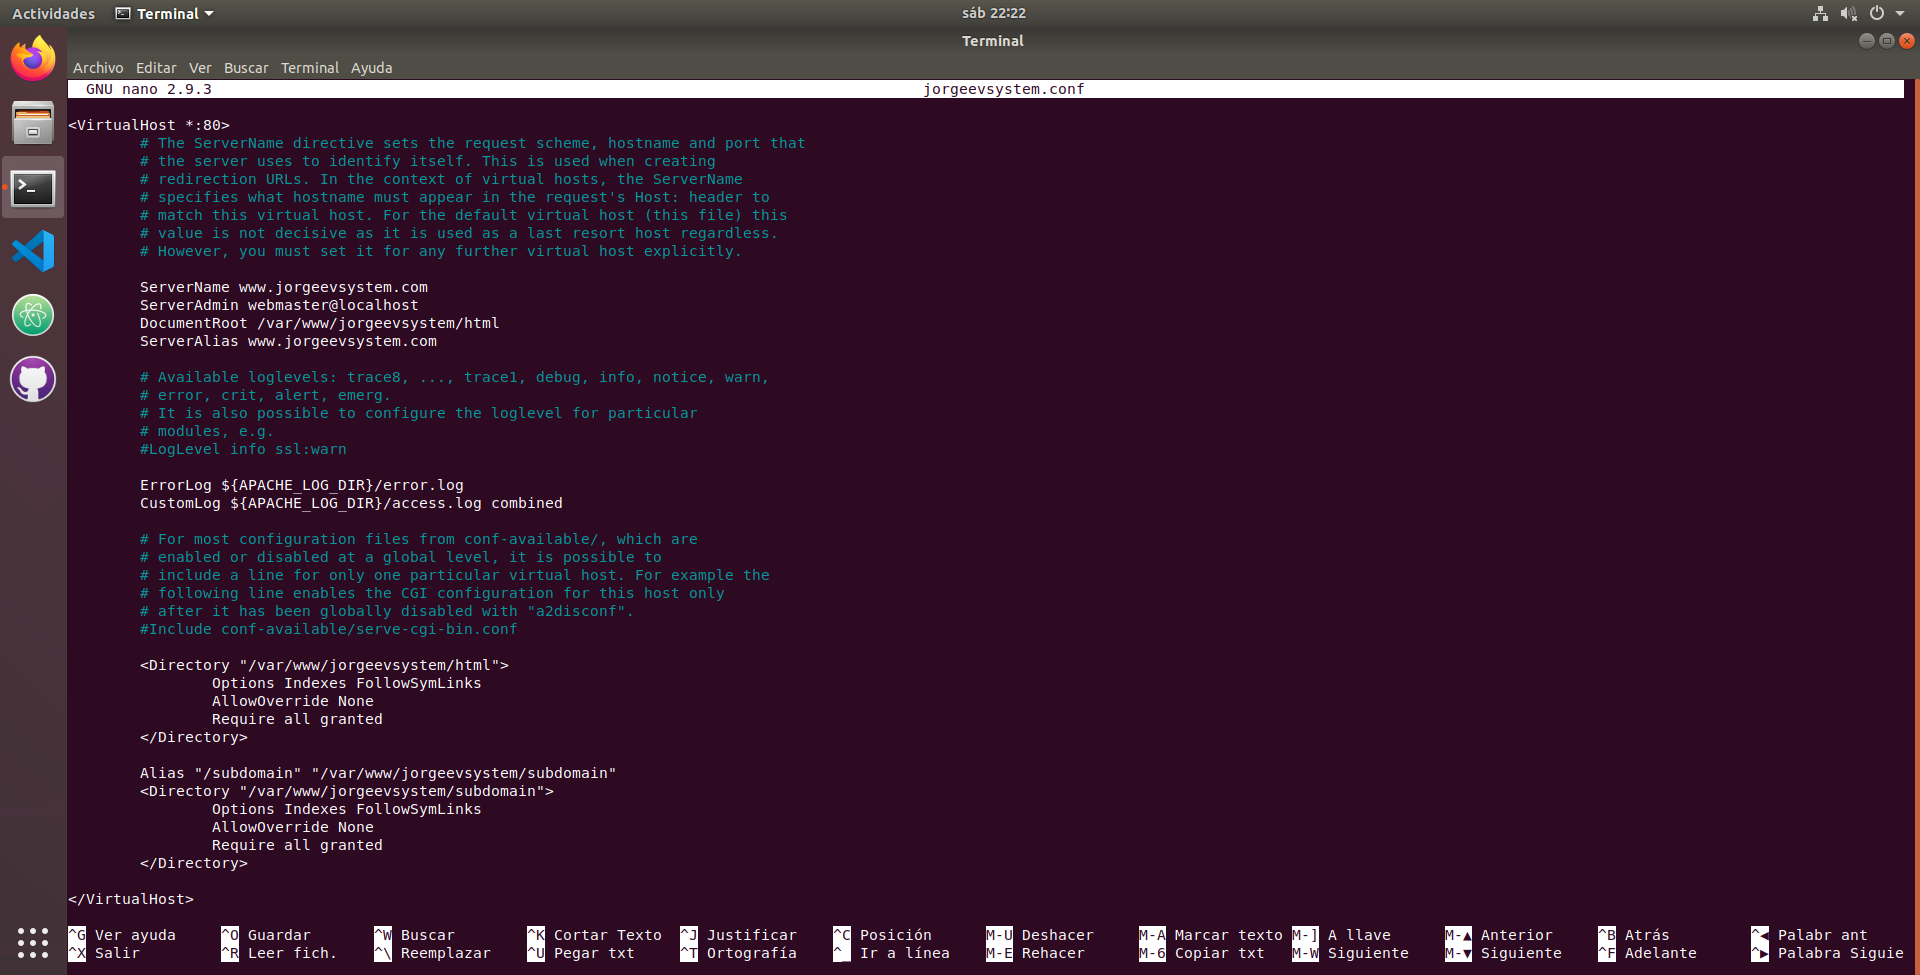 Actividades Terminal sáb 22:22
Terminal
Archivo Editar Ver Buscar Terminal Ayuda
GNU nano 2.9.3 jorgeevsystem.conf
<VirtualHost *:80>
# The ServerName directive sets the request scheme, hostname and port that
# the server uses to identify itself. This is used when creating
# redirection URLs. In the context of virtual hosts, the ServerName
# specifies what hostname must appear in the request's Host: header to
# match this virtual host. For the default virtual host (this file) this
# value is not decisive as it is used as a last resort host regardless.
# However, you must set it for any further virtual host explicitly.
ServerName www.jorgeevsystem.com
ServerAdmin webmaster@localhost
DocumentRoot /var/www/jorgeevsystem/html
ServerAlias www.jorgeevsystem.com
# Available loglevels: trace8, ..., trace1, debug, info, notice, warn,
# error, crit, alert, emerg.
# It is also possible to configure the loglevel for particular
# modules, e.g.
#LogLevel info ssl:warn
ErrorLog ${APACHE_LOG_DIR}/error.log
CustomLog ${APACHE_LOG_DIR}/access.log combined
# For most configuration files from conf-available/, which are
# enabled or disabled at a global level, it is possible to
# include a line for only one particular virtual host. For example the
# following line enables the CGI configuration for this host only
# after it has been globally disabled with "a2disconf".
#Include conf-available/serve-cgi-bin.conf
<Directory "/var/www/jorgeevsystem/html">
Options Indexes FollowSymLinks
AllowOverride None
Require all granted
</Directory>
Alias "/subdomain" "/var/www/jorgeevsystem/subdomain"
<Directory "/var/www/jorgeevsystem/subdomain">
Options Indexes FollowSymLinks
AllowOverride None
Require all granted
</Directory>
</VirtualHost>
^G Ver ayuda ^O Guardar ^W Buscar ^K Cortar Texto ^J Justificar ^C Posición M-U Deshacer M-A Marcar texto M-] A llave M-▲ Anterior ^B Atrás ^◀ Palabr ant
^X Salir ^R Leer fich. ^\ Reemplazar ^U Pegar txt ^T Ortografía ^_ Ir a línea M-E Rehacer M-6 Copiar txt M-W Siguiente M-▼ Siguiente ^F Adelante ^▶ Palabra Siguie